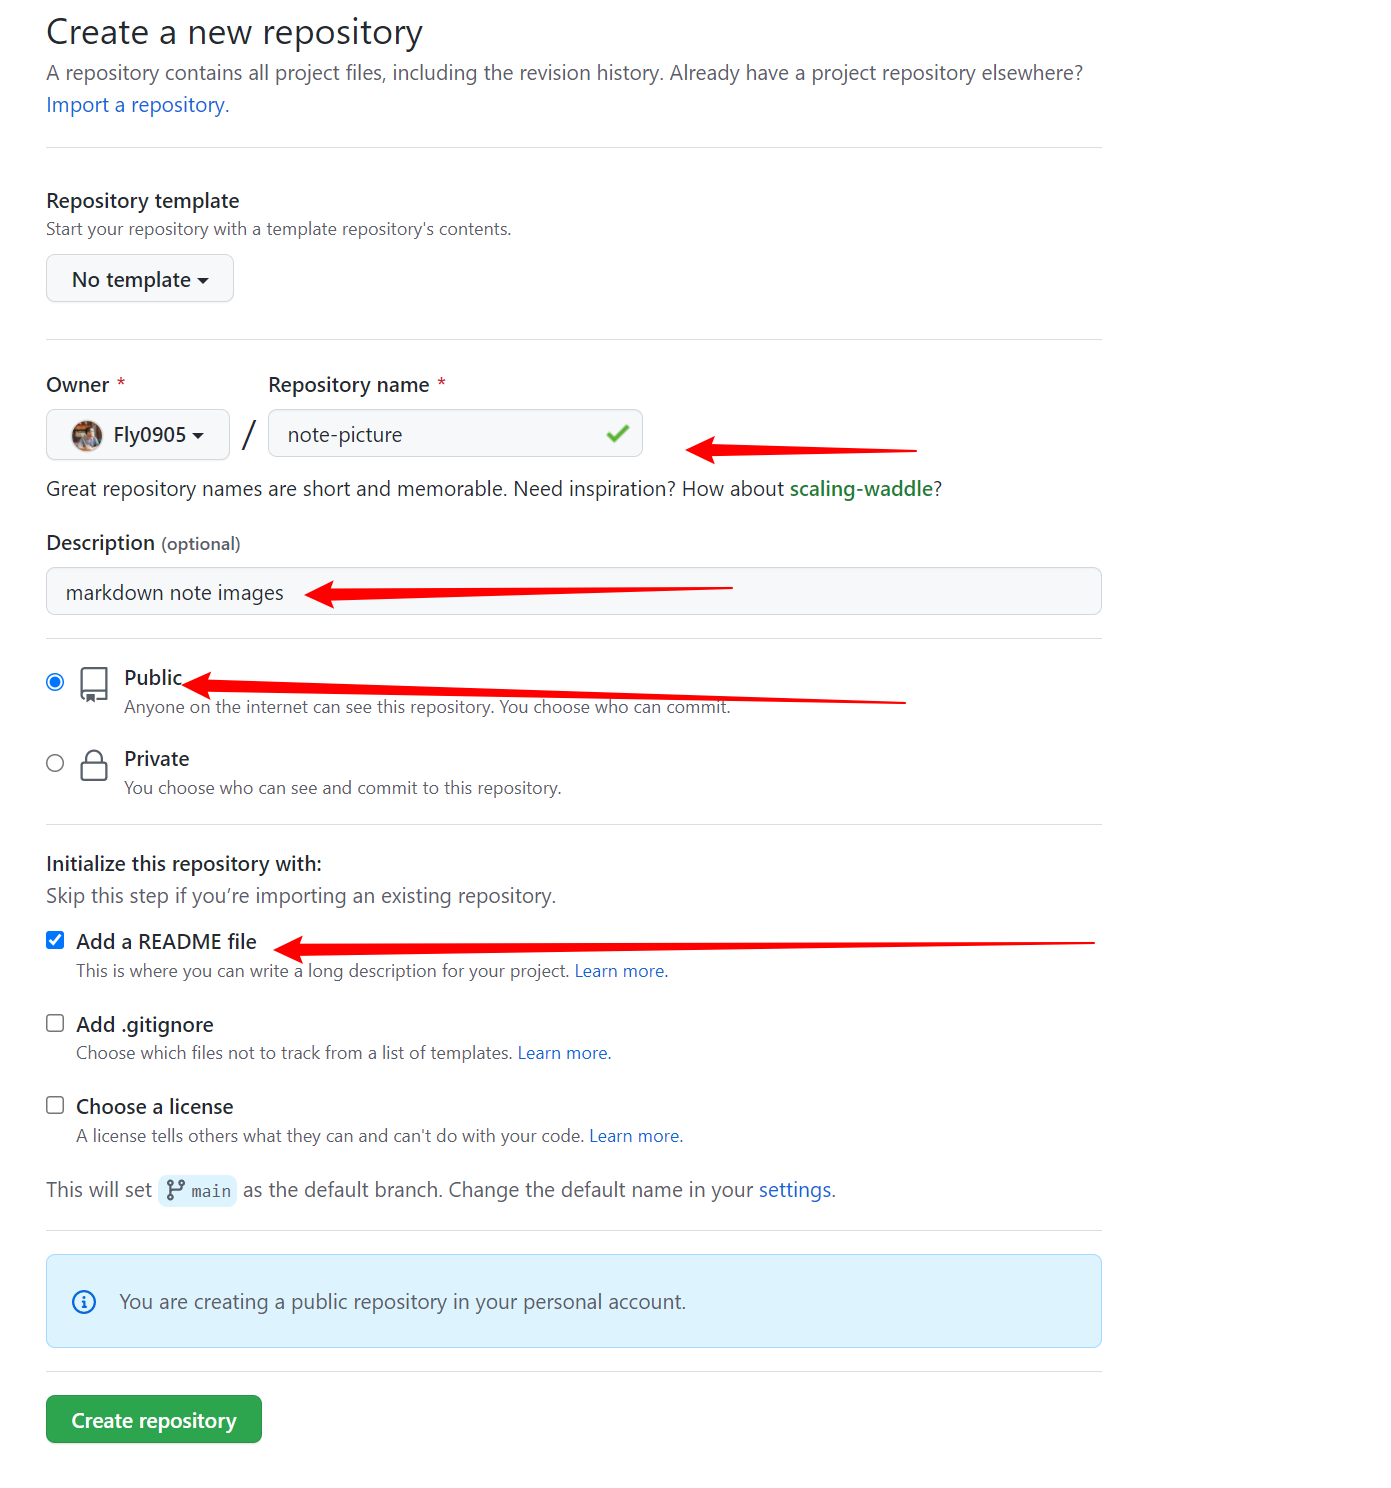 Create a new repository
A repository contains all project files, including the revision history. Already have a project repository elsewhere?
Import a repository.
Repository template
Start your repository with a template repository's contents.
No template
Owner *
Repository name *
Fly0905 / note-picture
Great repository names are short and memorable. Need inspiration? How about scaling-waddle?
Description (optional)
markdown note images
Public
Anyone on the internet can see this repository. You choose who can commit.
Private
You choose who can see and commit to this repository.
Initialize this repository with:
Skip this step if you’re importing an existing repository.
Add a README file
This is where you can write a long description for your project. Learn more.
Add .gitignore
Choose which files not to track from a list of templates. Learn more.
Choose a license
A license tells others what they can and can't do with your code. Learn more.
This will set main as the default branch. Change the default name in your settings.
You are creating a public repository in your personal account.
Create repository